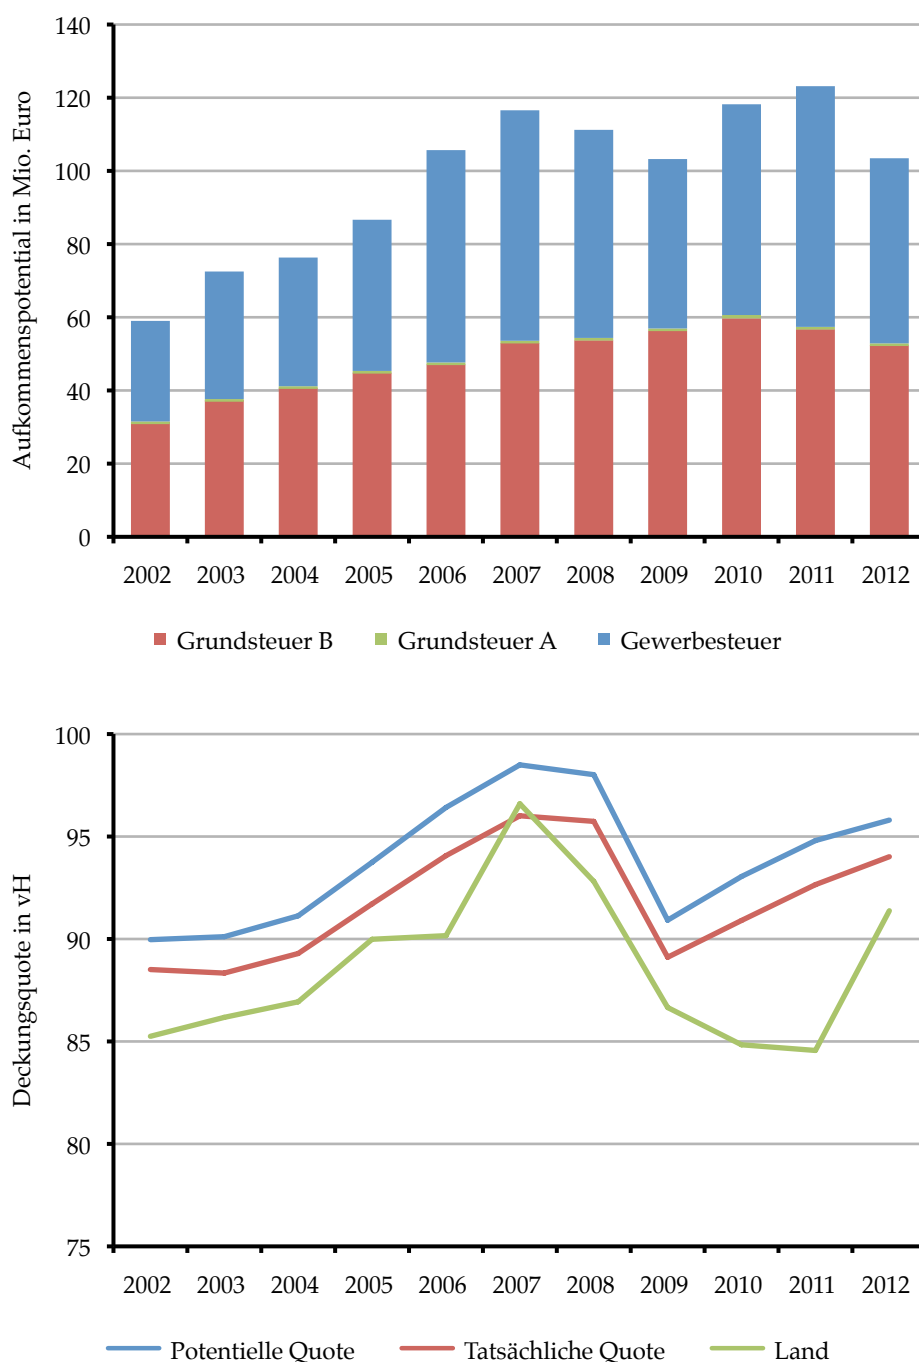 Aufkommenspotential in Mio. Euro
140
120
100
80
60
40
20
0
2002 2003 2004 2005 2006 2007 2008 2009 2010 2011 2012
Grundsteuer B Grundsteuer A Gewerbesteuer
Deckungsquote in vH
100
95
90
85
80
75
2002 2003 2004 2005 2006 2007 2008 2009 2010 2011 2012
Potentielle Quote Tatsächliche Quote Land